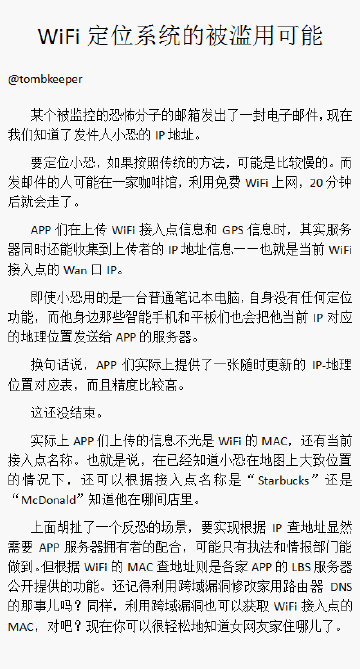 WiFi 定位系统的被滥用可能
@tombkeeper
某个被监控的恐怖分子的邮箱发出了一封电子邮件，现在
我们知道了发件人小恐的 IP 地址。
要定位小恐，如果按照传统的方法，可能是比较慢的。而
发邮件的人可能在一家咖啡馆，利用免费 WiFi 上网，20 分钟
后就会走了。
APP 们在上传 WIFI 接入点信息和 GPS 信息时，其实服务
器同时还能收集到上传者的 IP 地址信息——也就是当前 WiFi
接入点的 Wan 口 IP。
即使小恐用的是一台普通笔记本电脑，自身没有任何定位
功能，而他身边那些智能手机和平板们也会把他当前 IP 对应
的地理位置发送给 APP 的服务器。
换句话说，APP 们实际上提供了一张随时更新的 IP-地理
位置对应表，而且精度比较高。
这还没结束。
实际上 APP 们上传的信息不光是 WiFi 的 MAC，还有当前
接入点名称。也就是说，在已经知道小恐在地图上大致位置
的情况下，还可以根据接入点名称是“Starbucks”还是
“McDonald”知道他在哪间店里。
上面胡扯了一个反恐的场景，要实现根据 IP 查地址显然
需要 APP 服务器拥有者的配合，可能只有执法和情报部门能
做到。但根据 WIFI 的 MAC 查地址则是各家 APP 的 LBS 服务器
公开提供的功能。还记得利用跨域漏洞修改家用路由器 DNS
的那事儿吗？同样，利用跨域漏洞也可以获取 WiFi 接入点的
MAC，对吧？现在你可以很轻松地知道女网友家住哪儿了。